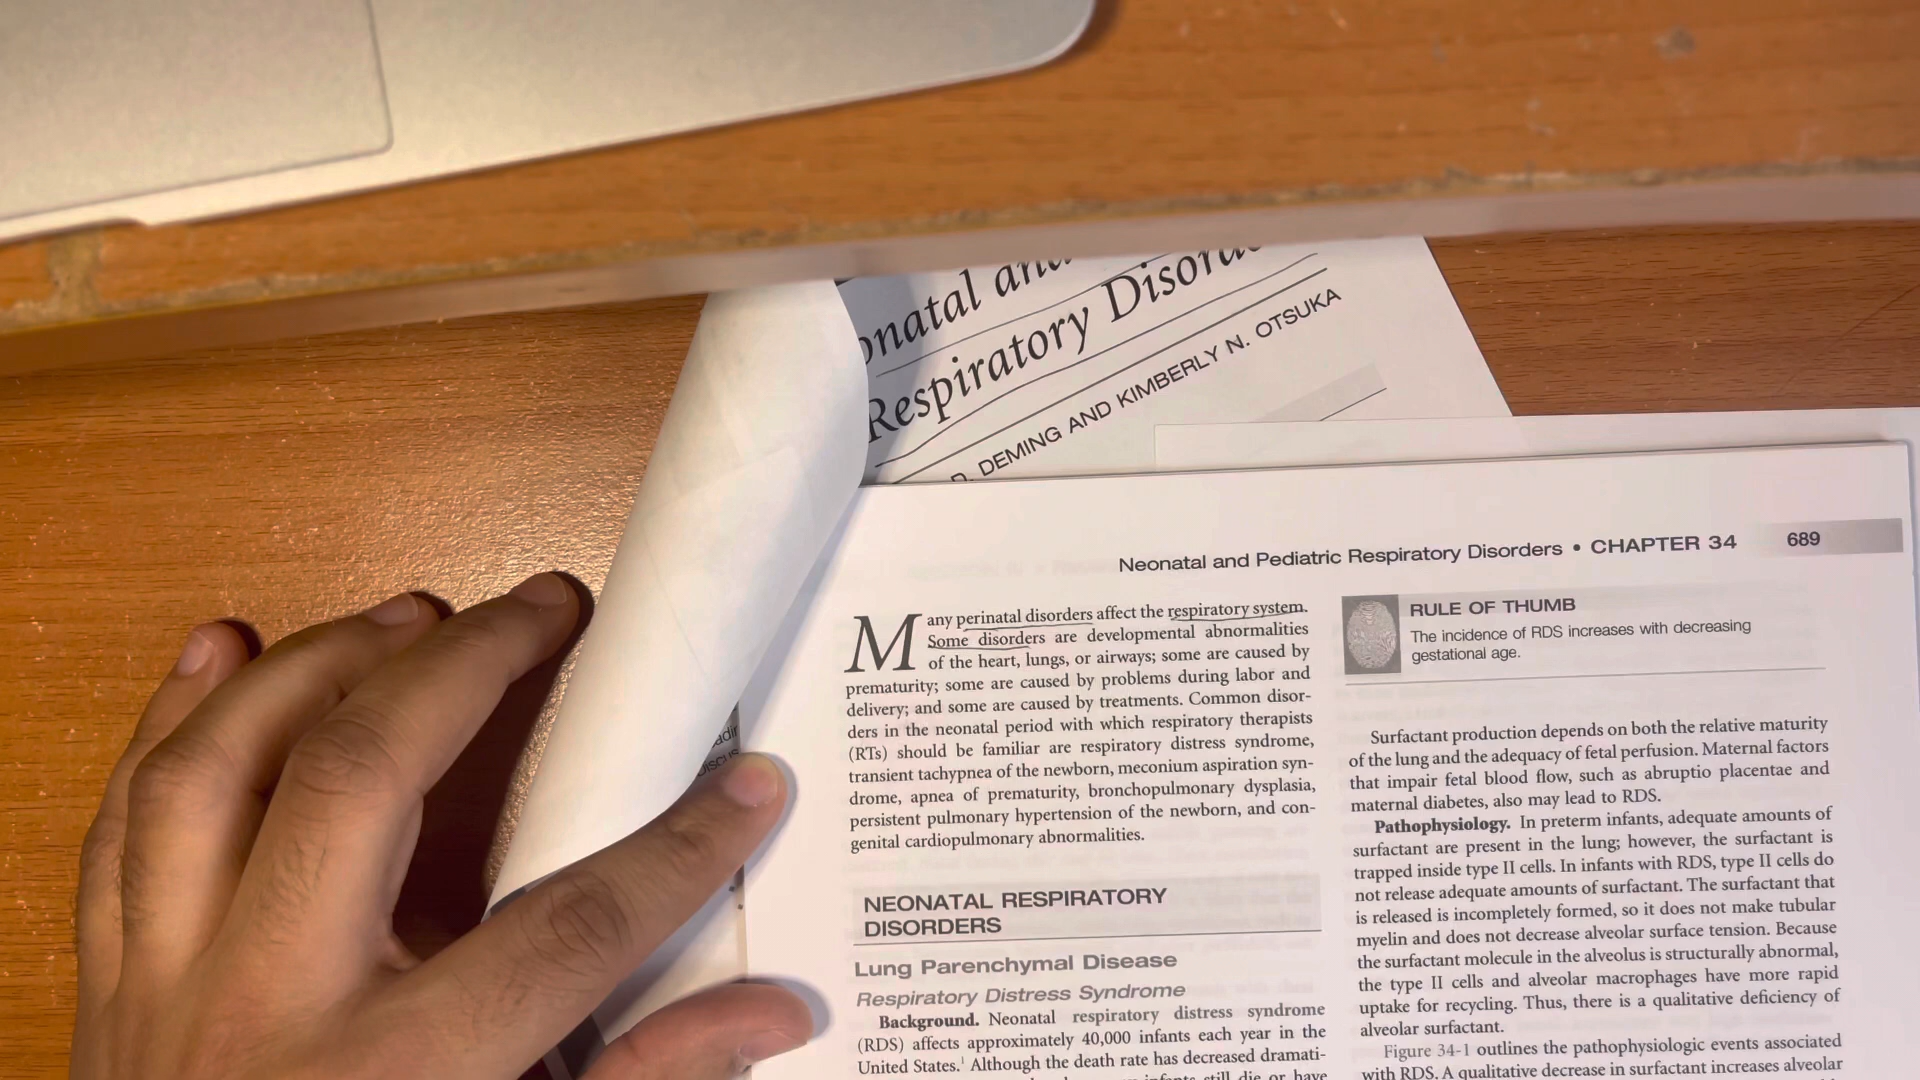 onatal and
Respiratory Disord
D. DEMING AND KIMBERLY N. OTSUKA
Neonatal and Pediatric Respiratory Disorders • CHAPTER 34 689
Many perinatal disorders affect the respiratory system.
Some disorders are developmental abnormalities
of the heart, lungs, or airways; some are caused by
prematurity; some are caused by problems during labor and
delivery; and some are caused by treatments. Common disor-
ders in the neonatal period with which respiratory therapists
(RTs) should be familiar are respiratory distress syndrome,
transient tachypnea of the newborn, meconium aspiration syn-
drome, apnea of prematurity, bronchopulmonary dysplasia,
persistent pulmonary hypertension of the newborn, and con-
genital cardiopulmonary abnormalities.
NEONATAL RESPIRATORY
DISORDERS
Lung Parenchymal Disease
Respiratory Distress Syndrome
Background. Neonatal respiratory distress syndrome
(RDS) affects approximately 40,000 infants each year in the
United States.¹ Although the death rate has decreased dramati-
infants still die or have
RULE OF THUMB
The incidence of RDS increases with decreasing
gestational age.
Surfactant production depends on both the relative maturity
of the lung and the adequacy of fetal perfusion. Maternal factors
that impair fetal blood flow, such as abruptio placentae and
maternal diabetes, also may lead to RDS.
Pathophysiology. In preterm infants, adequate amounts of
surfactant are present in the lung; however, the surfactant is
trapped inside type II cells. In infants with RDS, type II cells do
not release adequate amounts of surfactant. The surfactant that
is released is incompletely formed, so it does not make tubular
myelin and does not decrease alveolar surface tension. Because
the surfactant molecule in the alveolus is structurally abnormal,
the type II cells and alveolar macrophages have more rapid
uptake for recycling. Thus, there is a qualitative deficiency of
alveolar surfactant.
Figure 34-1 outlines the pathophysiologic events associated
with RDS. A qualitative decrease in surfactant increases alveolar